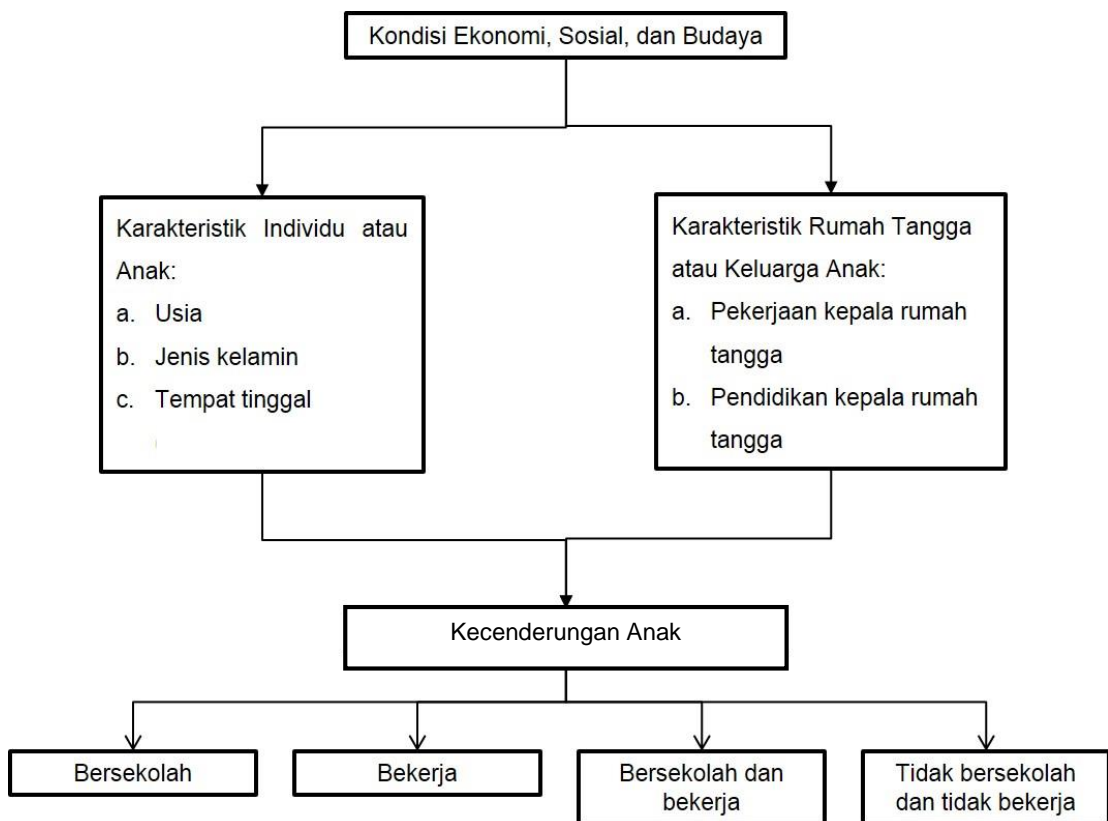 Kondisi Ekonomi, Sosial, dan Budaya
Karakteristik Individu atau
Anak:
a. Usia
b. Jenis kelamin
c. Tempat tinggal
Karakteristik Rumah Tangga
atau Keluarga Anak:
a. Pekerjaan kepala rumah
tangga
b. Pendidikan kepala rumah
tangga
Kecenderungan Anak
Bersekolah
Bekerja
Bersekolah dan
bekerja
Tidak bersekolah
dan tidak bekerja